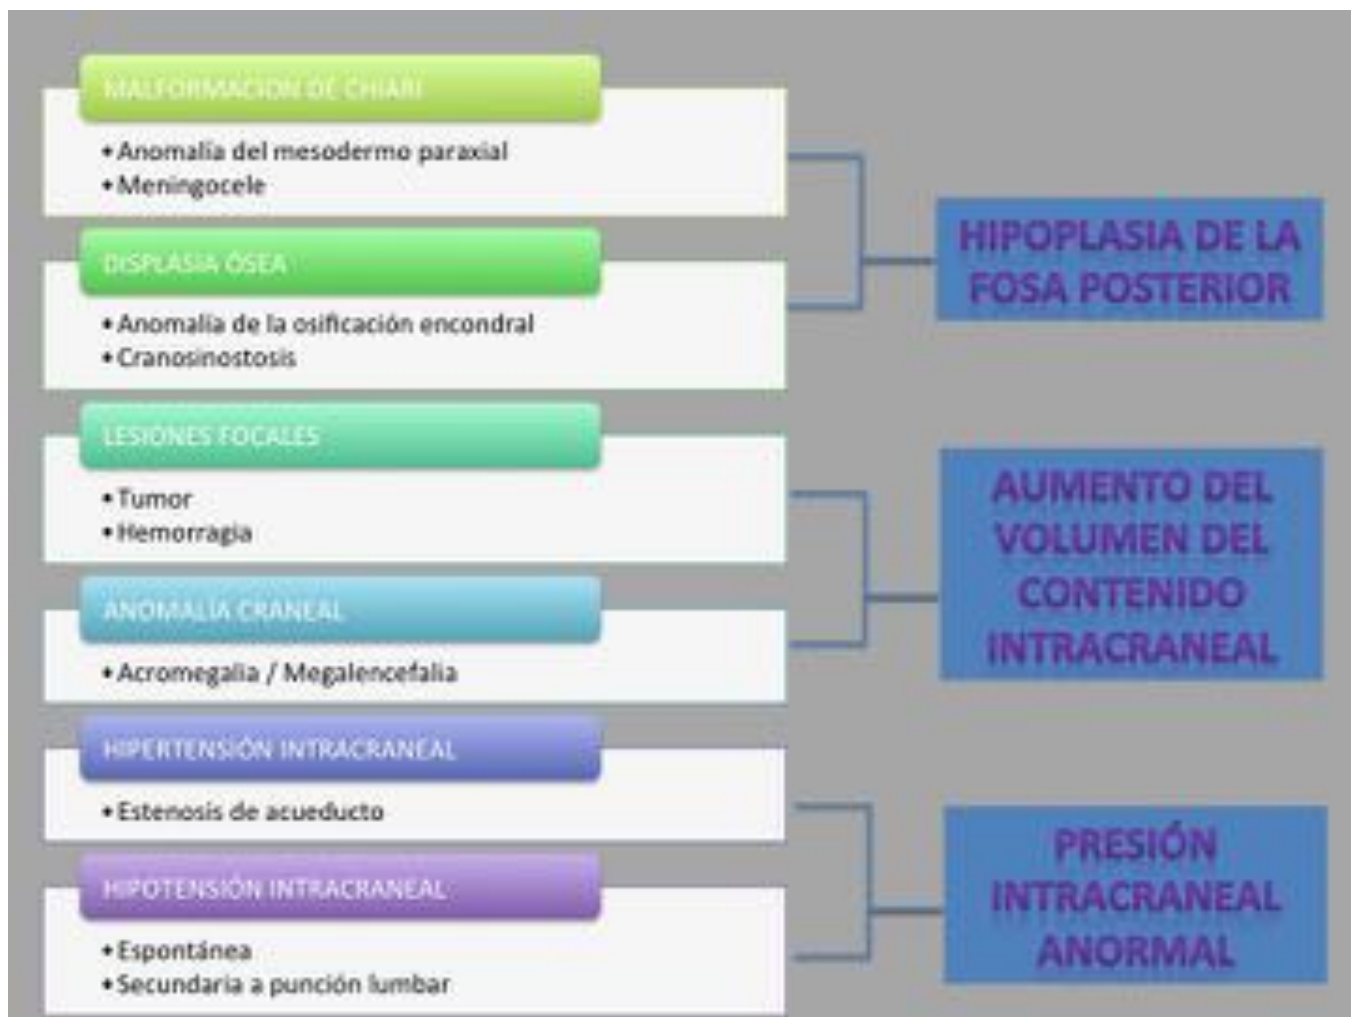 MALFORMACION DE CHIARI
• Anomalía del mesodermo paraxial
• Meningocele
DISPLASIA ÓSEA
• Anomalía de la osificación encondral
• Cranosinostosis
HIPOPLASIA DE LA
FOSA POSTERIOR
LESIONES FOCALES
• Tumor
• Hemorragia
ANOMALIA CRANEAL
• Acromegalia / Megalencefalia
AUMENTO DEL
VOLUMEN DEL
CONTENIDO
INTRACRANEAL
HIPERTENSIÓN INTRACRANEAL
• Estenosis de acueducto
HIPOTENSIÓN INTRACRANEAL
• Espontánea
• Secundaria a punción lumbar
PRESIÓN
INTRACRANEAL
ANORMAL